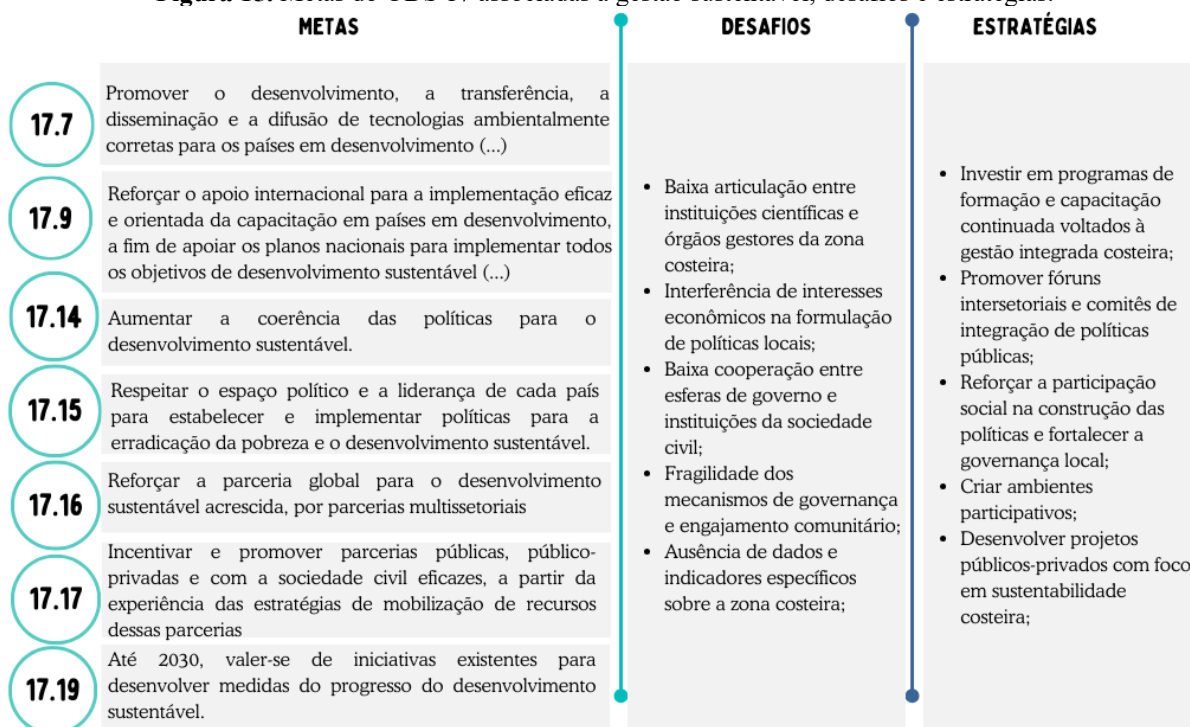 Figura 13. Metas do ODS 17 associadas à gestão sustentável, desafios e estratégias.
METAS
17.7
Promover o desenvolvimento, a transferência, a
disseminação e a difusão de tecnologias ambientalmente
corretas para os países em desenvolvimento (...)
17.9
Reforçar o apoio internacional para a implementação eficaz
e orientada da capacitação em países em desenvolvimento,
a fim de apoiar os planos nacionais para implementar todos
os objetivos de desenvolvimento sustentável (...)
17.14
Aumentar a coerência das políticas para o
desenvolvimento sustentável.
17.15
Respeitar o espaço político e a liderança de cada país
para estabelecer e implementar políticas para a
erradicação da pobreza e o desenvolvimento sustentável.
17.16
Reforçar a parceria global para o desenvolvimento
sustentável acrescida, por parcerias multissetoriais
17.17
Incentivar e promover parcerias públicas, público-
privadas e com a sociedade civil eficazes, a partir da
experiência das estratégias de mobilização de recursos
dessas parcerias
17.19
Até 2030, valer-se de iniciativas existentes para
desenvolver medidas do progresso do desenvolvimento
sustentável.
DESAFIOS
• Baixa articulação entre
instituições científicas e
órgãos gestores da zona
costeira;
• Interferência de interesses
econômicos na formulação
de políticas locais;
• Baixa cooperação entre
esferas de governo e
instituições da sociedade
civil;
• Fragilidade dos
mecanismos de governança
e engajamento comunitário;
• Ausência de dados e
indicadores específicos
sobre a zona costeira;
ESTRATÉGIAS
• Investir em programas de
formação e capacitação
continuada voltados à
gestão integrada costeira;
• Promover fóruns
intersetoriais e comitês de
integração de políticas
públicas;
• Reforçar a participação
social na construção das
políticas e fortalecer a
governança local;
• Criar ambientes
participativos;
• Desenvolver projetos
públicos-privados com foco
em sustentabilidade
costeira;